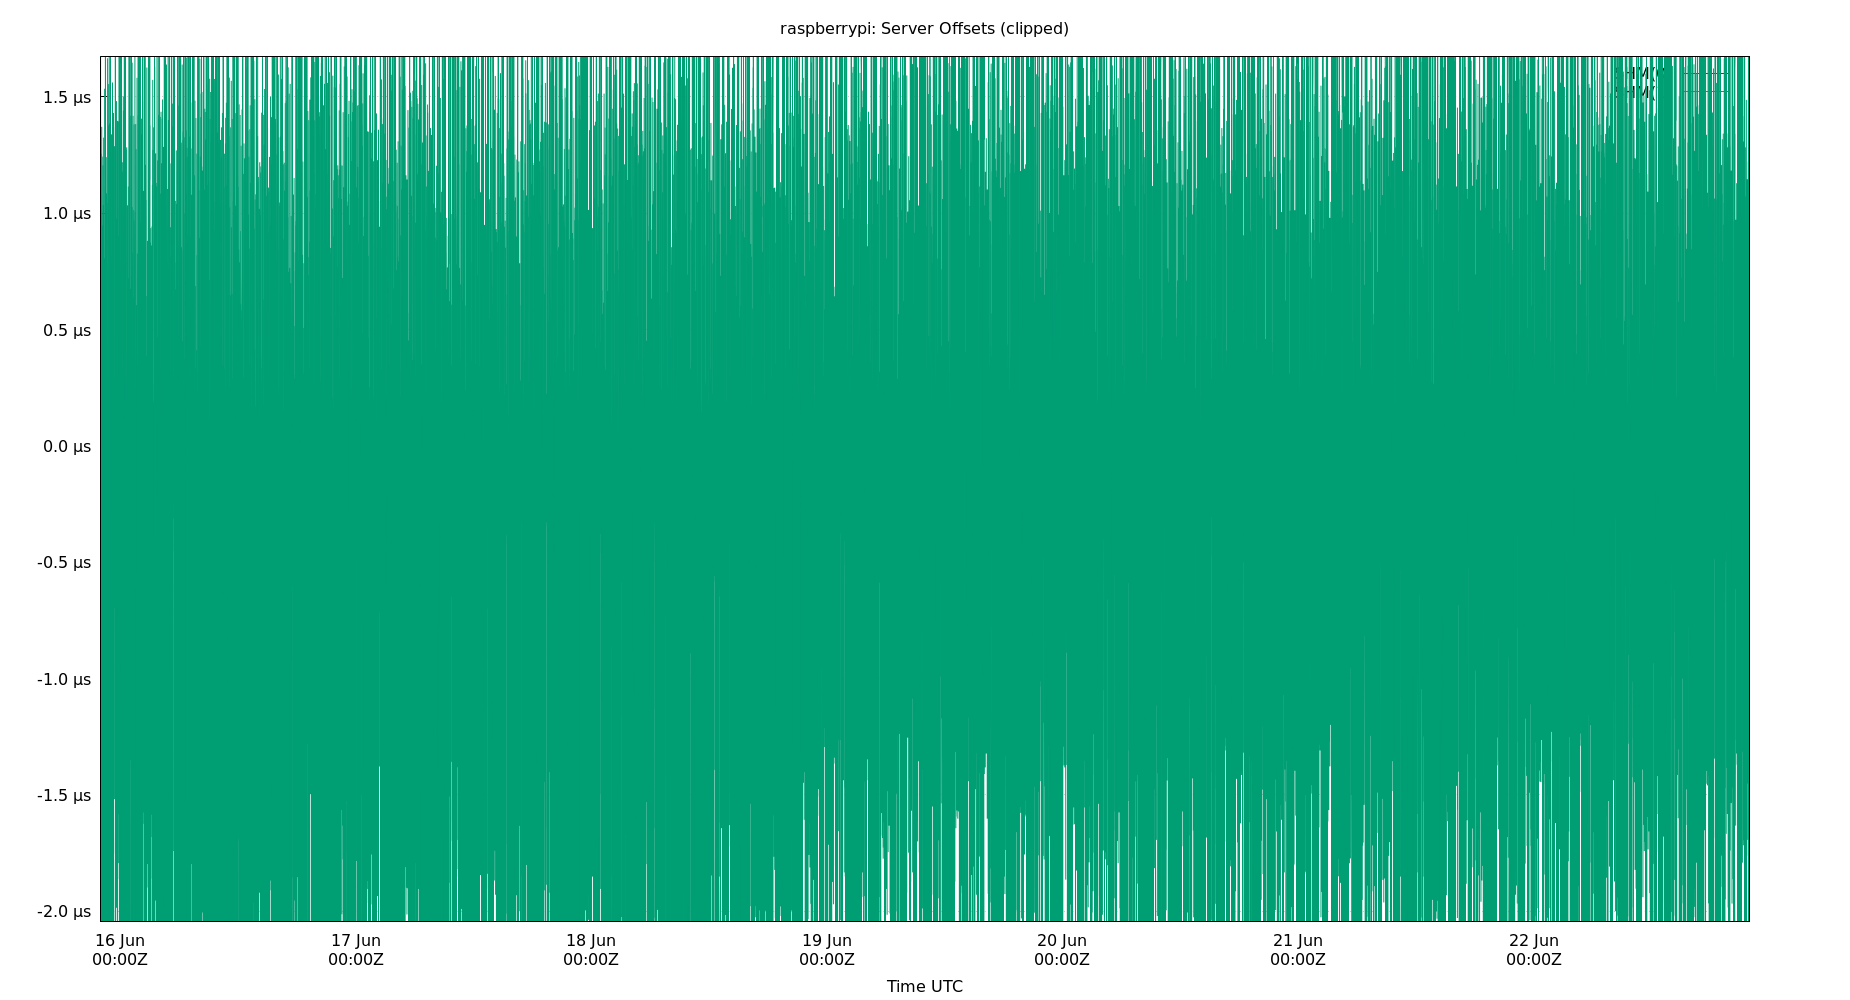 raspberrypi: Server Offsets (clipped)
1.5 µs
1.0 µs
0.5 µs
0.0 µs
-0.5 µs
-1.0 µs
-1.5 µs
-2.0 µs
16 Jun 17 Jun 18 Jun 19 Jun 20 Jun 21 Jun 22 Jun
00:00Z 00:00Z 00:00Z 00:00Z 00:00Z 00:00Z 00:00Z
Time UTC